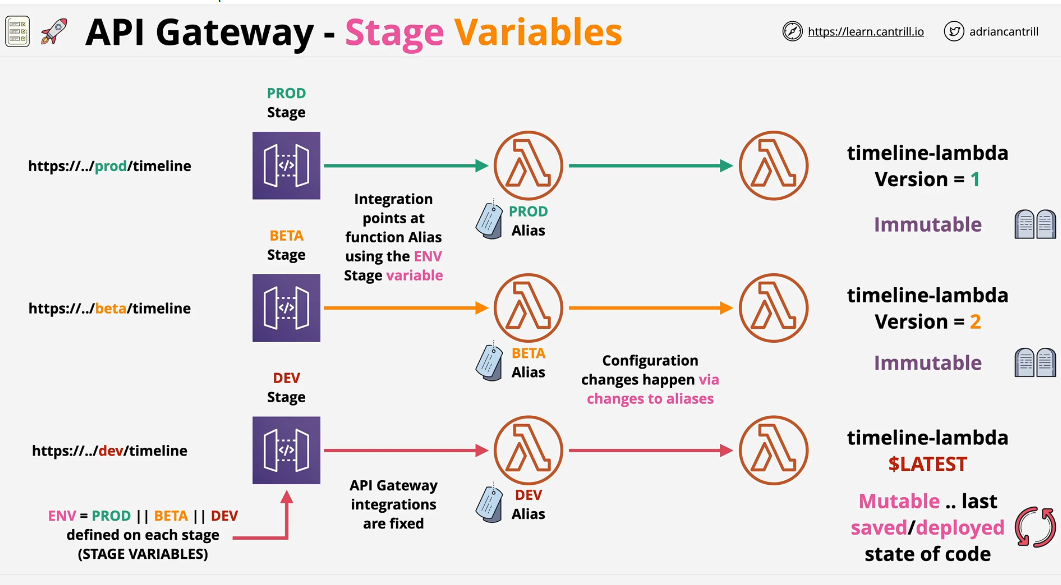 API Gateway - Stage Variables
https://learn.cantrill.io
adriancantrill
PROD
Stage
https://../prod/timeline
timeline-lambda
Version = 1
Integration
points at
function Alias
using the ENV
Stage variable
PROD
Alias
Immutable
BETA
Stage
https://../beta/timeline
timeline-lambda
Version = 2
BETA
Alias
Configuration
changes happen via
changes to aliases
Immutable
DEV
Stage
https://../dev/timeline
timeline-lambda
$LATEST
API Gateway
integrations
are fixed
DEV
Alias
Mutable .. last
saved/deployed
state of code
ENV = PROD || BETA || DEV
defined on each stage
(STAGE VARIABLES)